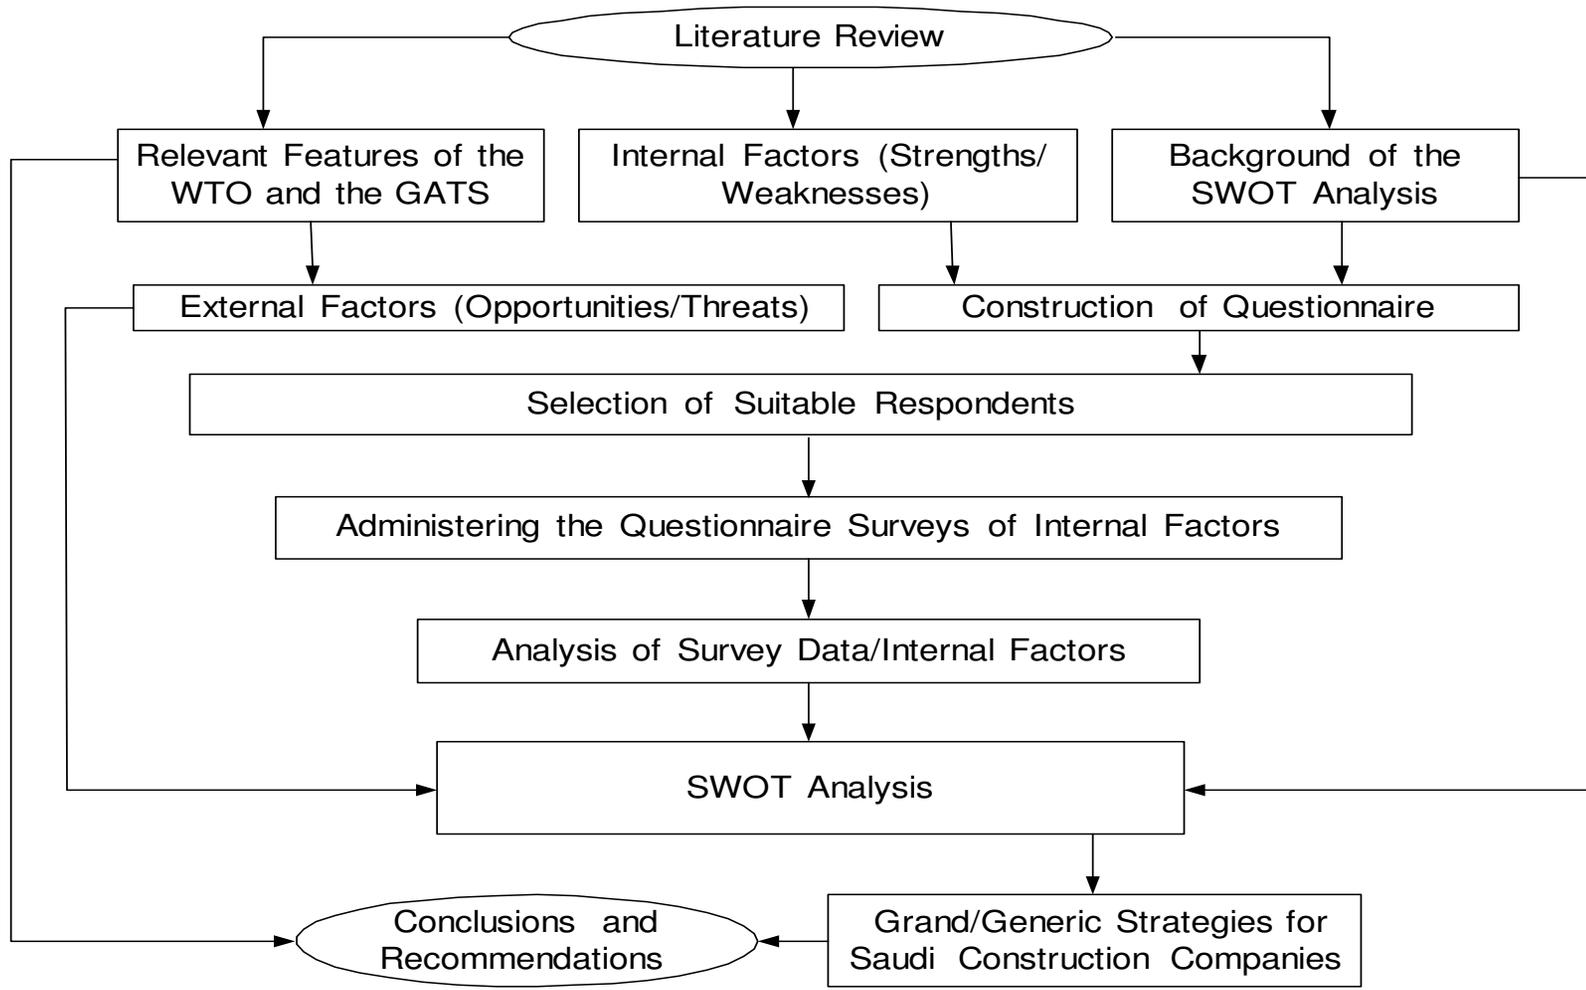 Literature Review
Relevant Features of the
WTO and the GATS
Internal Factors (Strengths/
Weaknesses)
Background of the
SWOT Analysis
External Factors (Opportunities/Threats)
Construction of Questionnaire
Selection of Suitable Respondents
Administering the Questionnaire Surveys of Internal Factors
Analysis of Survey Data/Internal Factors
SWOT Analysis
Conclusions and
Recommendations
Grand/Generic Strategies for
Saudi Construction Companies